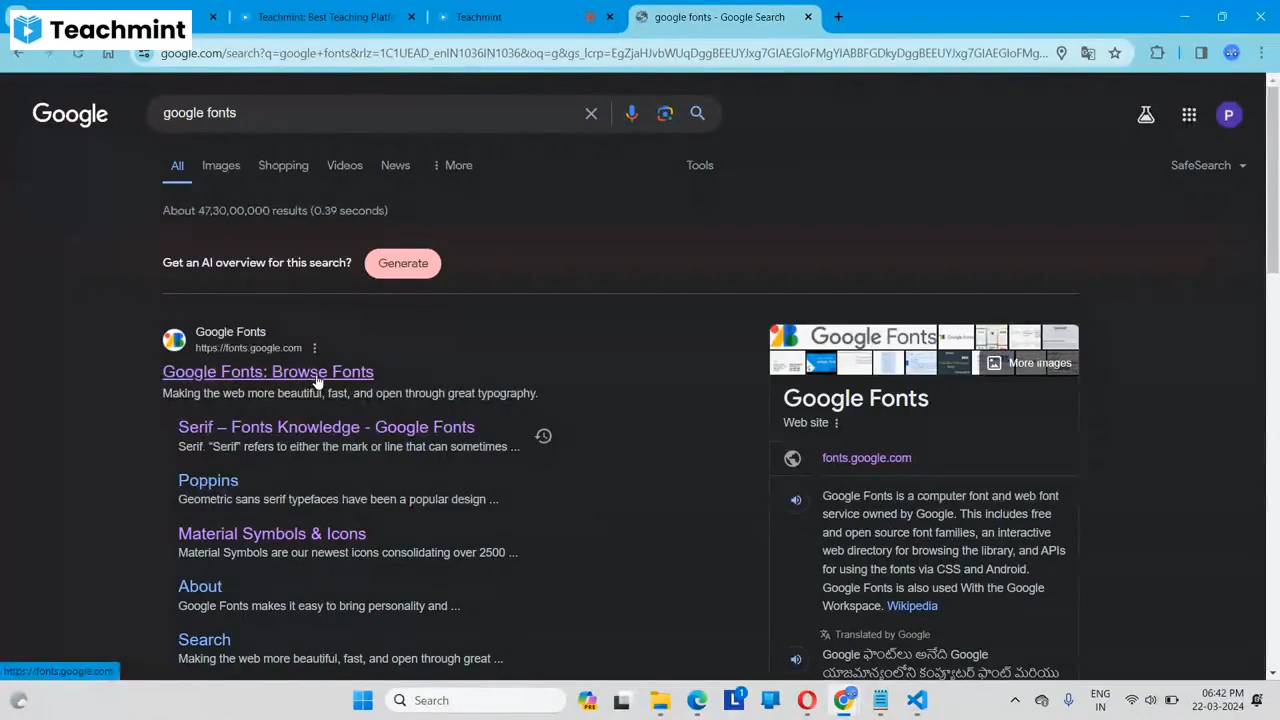 Teachmint
Teachmint: Best Teaching Platf
Teachmint
google fonts - Google Search
google.com/search?q=google+fonts&rlz=1C1UEAD_enIN1036IN1036&oq=g&gs_lcrp=EgZjaHJvbWUqDgg8EEUYJxg7GIAEGIoFMgYIABBFGDkyDggBEEUYJxg7GIAEGIoFMg...
Google
google fonts
All Images Shopping Videos News More Tools SafeSearch
About 47,30,00,000 results (0.39 seconds)
Get an AI overview for this search? Generate
Google Fonts
https://fonts.google.com
Google Fonts: Browse Fonts
Making the web more beautiful, fast, and open through great typography.
Serif – Fonts Knowledge - Google Fonts
Serif. “Serif” refers to either the mark or line that can sometimes ...
Poppins
Geometric sans serif typefaces have been a popular design ...
Material Symbols & Icons
Material Symbols are our newest icons consolidating over 2500 ...
About
Google Fonts makes it easy to bring personality and ...
Search
Making the web more beautiful, fast, and open through great ...
Google Fonts
More images
Google Fonts
Web site
fonts.google.com
Google Fonts is a computer font and web font
service owned by Google. This includes free
and open source font families, an interactive
web directory for browsing the library, and APIs
for using the fonts via CSS and Android.
Google Fonts is also used With the Google
Workspace. Wikipedia
Translated by Google
Google ఫాంట్‌లు అనేది Google
యాజమాన్యంలోని కంప్యూటర్ ఫాంట్ మరియు
https://fonts.google.com
Search
ENG
IN
06:42 PM
22-03-2024